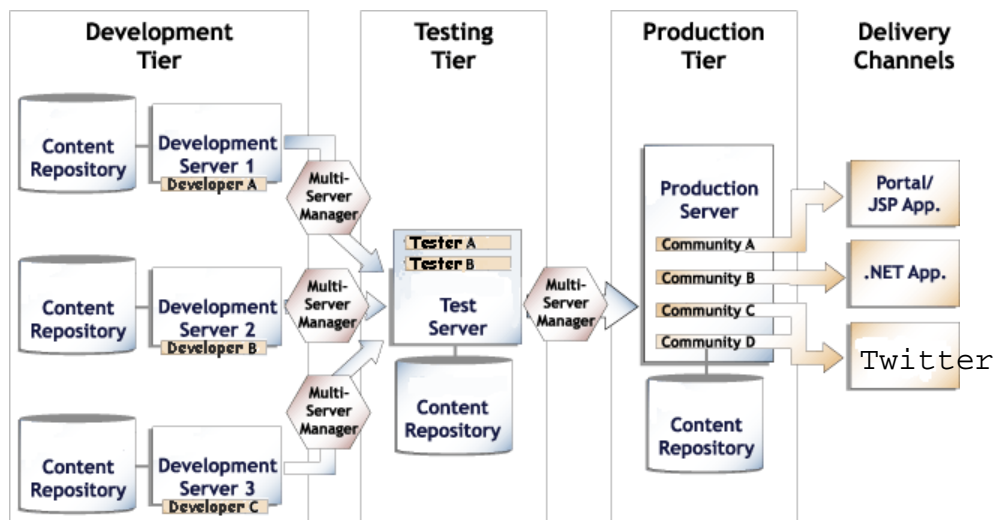 Development
Tier
Testing
Tier
Production
Tier
Delivery
Channels
Content
Repository
Development
Server 1
Developer A
Multi-
Server
Manager
Content
Repository
Development
Server 2
Developer B
Multi-
Server
Manager
Content
Repository
Development
Server 3
Developer C
Multi-
Server
Manager
Tester A
Tester B
Test
Server
Content
Repository
Multi-
Server
Manager
Production
Server
Community A
Community B
Community C
Community D
Content
Repository
Portal/
JSP App.
.NET App.
Twitter